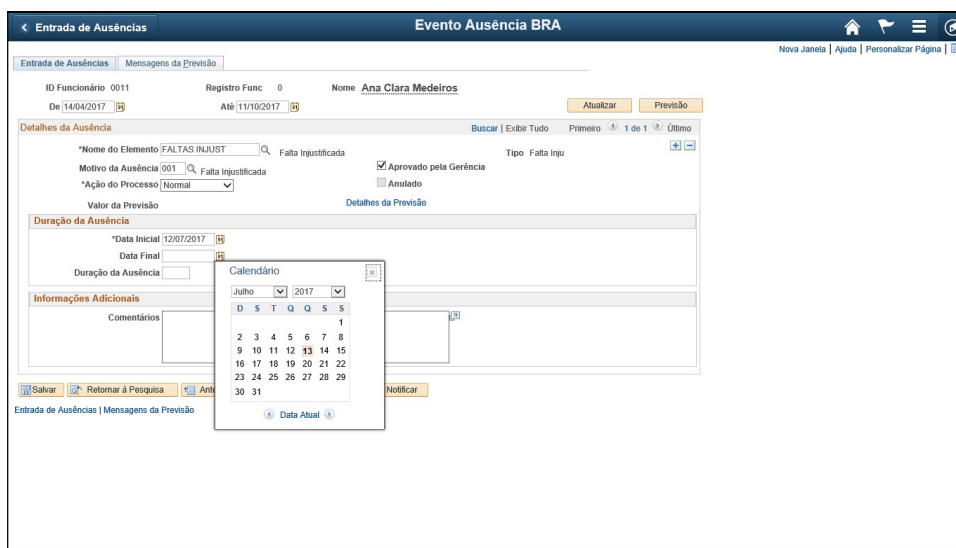 Entrada de Ausências
Evento Ausência BRA
Nova Janela | Ajuda | Personalizar Página |
Entrada de Ausências Mensagens da Previsão
ID Funcionário 0011 Registro Func 0 Nome Ana Clara Medeiros
De 14/04/2017 Até 11/10/2017 Atualizar Previsão
Detalhes da Ausência Buscar | Exibir Tudo Primeiro 1 de 1 Último
*Nome do Elemento FALTAS INJUST Falta Injustificada Tipo Falta Inju
Motivo da Ausência 001 Falta Injustificada Aprovado pela Gerência
*Ação do Processo Normal Anulado
Valor da Previsão Detalhes da Previsão
Duração da Ausência
*Data Inicial 12/07/2017
Data Final
Duração da Ausência
Calendário
Julho 2017
D S T Q Q S S
1
2 3 4 5 6 7 8
9 10 11 12 13 14 15
16 17 18 19 20 21 22
23 24 25 26 27 28 29
30 31
Data Atual
Informações Adicionais
Comentários
Salvar Retornar à Pesquisa Notificar
Entrada de Ausências | Mensagens da Previsão